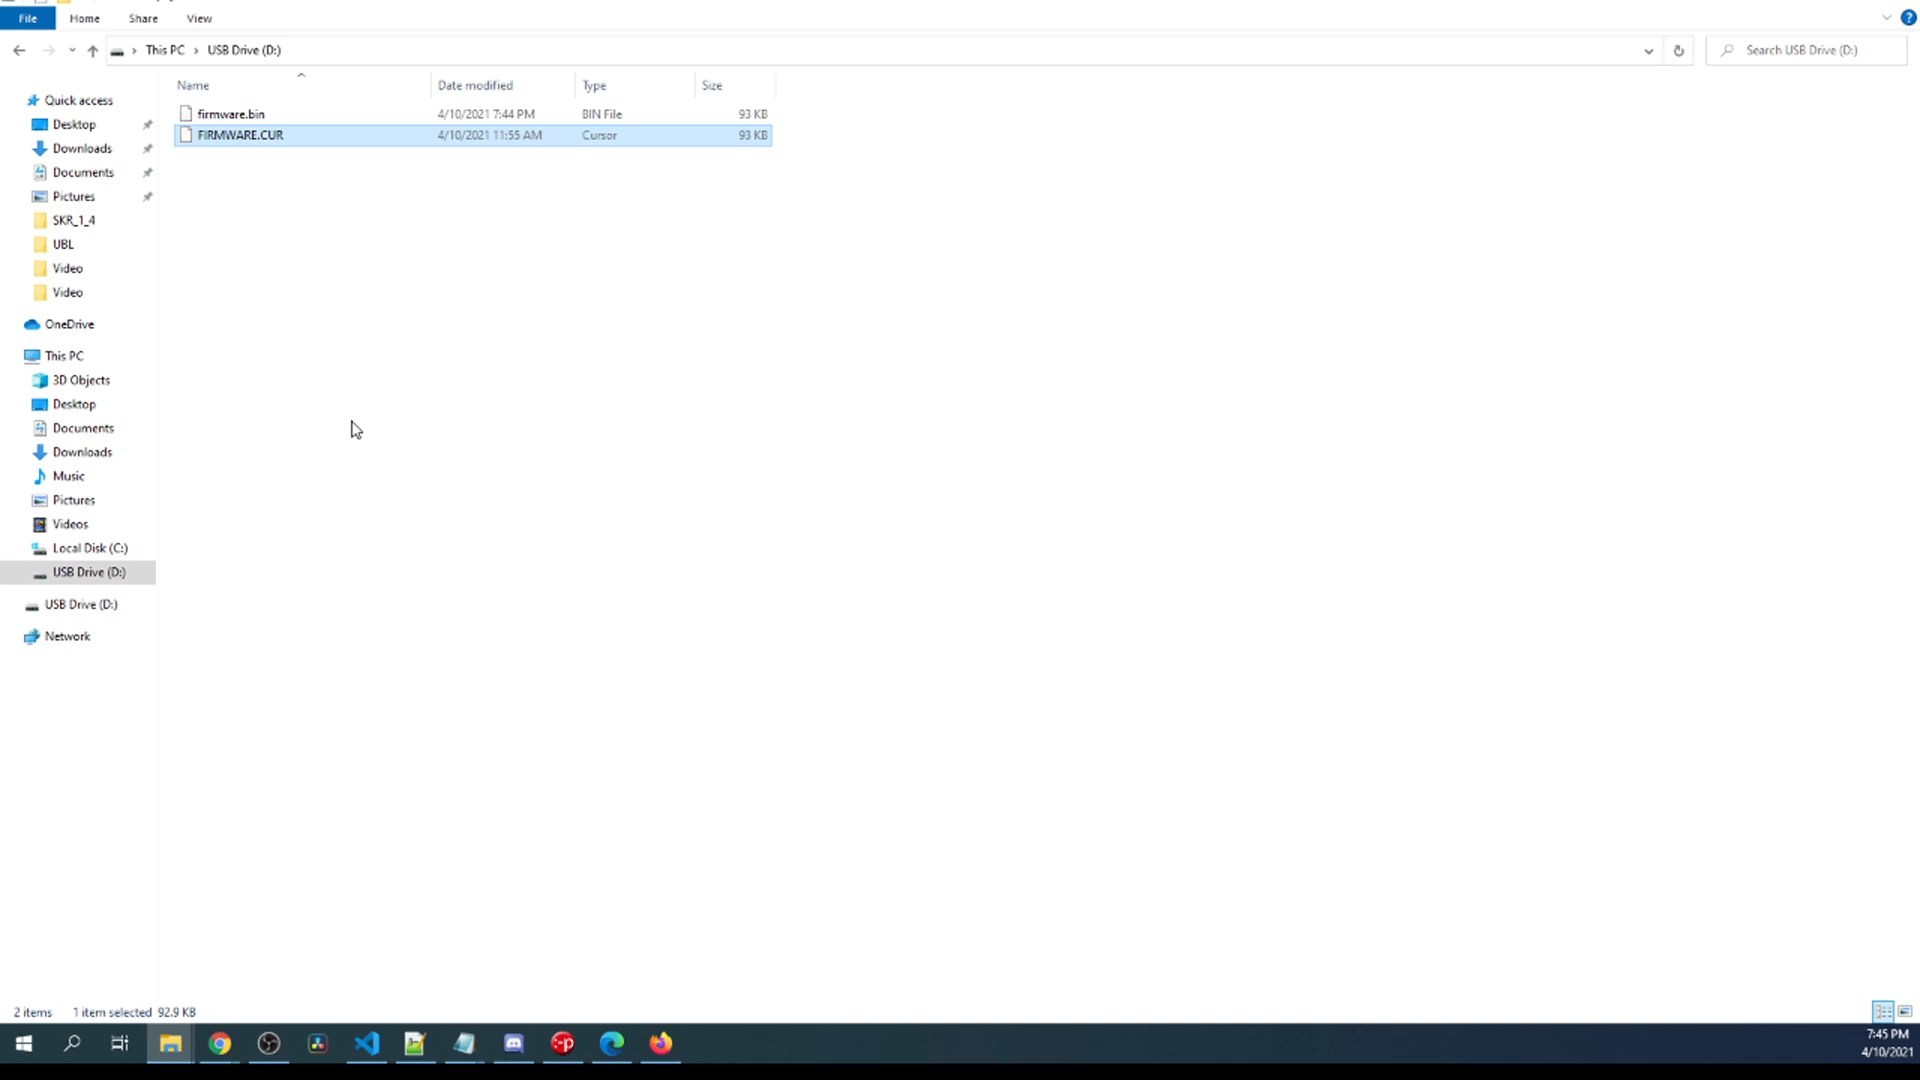 File Home Share View
This PC > USB Drive (D:) Search USB Drive (D:)
Name Date modified Type Size
firmware.bin 4/10/2021 7:44 PM BIN File 93 KB
FIRMWARE.CUR 4/10/2021 11:55 AM Cursor 93 KB
Quick access
Desktop
Downloads
Documents
Pictures
SKR_1_4
UBL
Video
Video
OneDrive
This PC
3D Objects
Desktop
Documents
Downloads
Music
Pictures
Videos
Local Disk (C:)
USB Drive (D:)
USB Drive (D:)
Network
2 items 1 item selected 92.9 KB
7:45 PM
4/10/2021